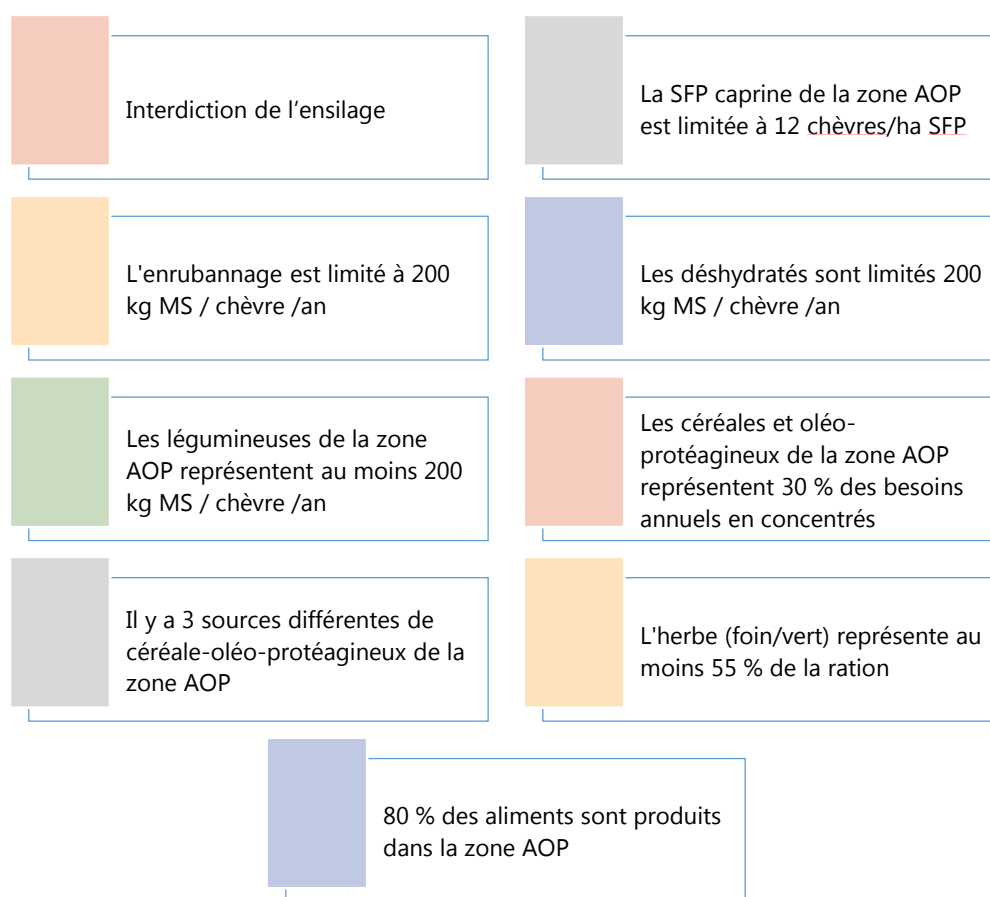 Interdiction de l’ensilage
La SFP caprine de la zone AOP
est limitée à 12 chèvres/ha SFP
L'enrubannage est limité à 200
kg MS / chèvre /an
Les déshydratés sont limités 200
kg MS / chèvre /an
Les légumineuses de la zone
AOP représentent au moins 200
kg MS / chèvre /an
Les céréales et oléo-
protéagineux de la zone AOP
représentent 30 % des besoins
annuels en concentrés
Il y a 3 sources différentes de
céréale-oléo-protéagineux de la
zone AOP
L'herbe (foin/vert) représente au
moins 55 % de la ration
80 % des aliments sont produits
dans la zone AOP